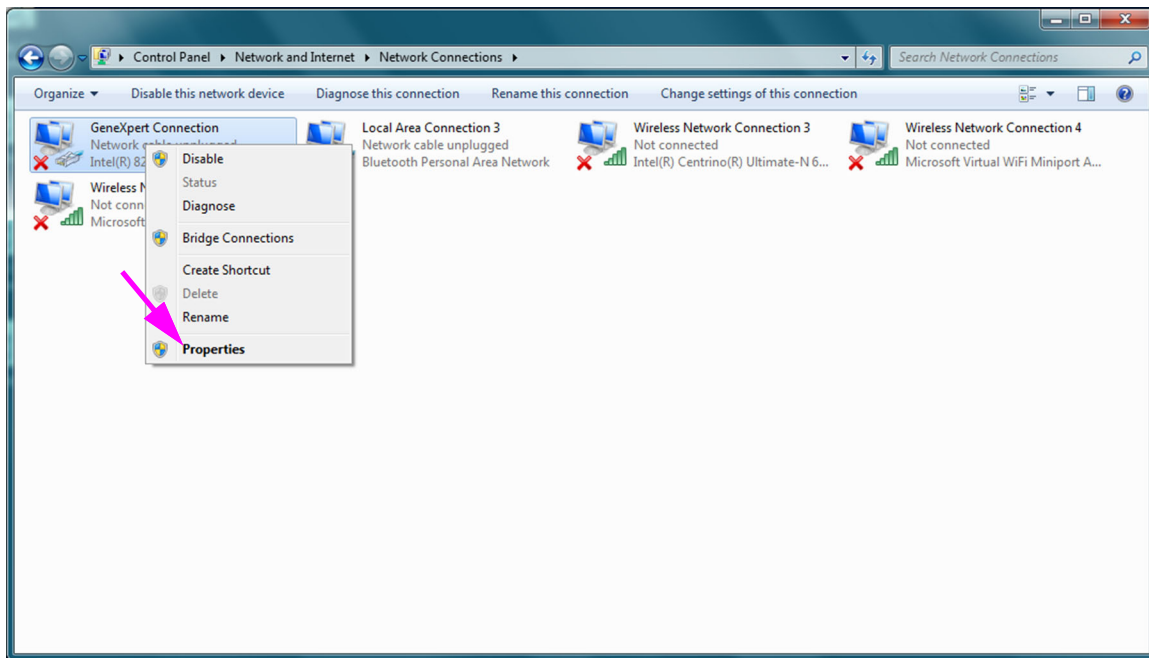 Control Panel ▸ Network and Internet ▸ Network Connections ▸
Search Network Connections
Organize ▼ Disable this network device Diagnose this connection Rename this connection Change settings of this connection
GeneXpert Connection
Network cable unplugged
Intel(R) 82
Local Area Connection 3
Network cable unplugged
Bluetooth Personal Area Network
Wireless Network Connection 3
Not connected
Intel(R) Centrino(R) Ultimate-N 6...
Wireless Network Connection 4
Not connected
Microsoft Virtual WiFi Miniport A...
Wireless N
Not conn
Microsoft
Disable
Status
Diagnose
Bridge Connections
Create Shortcut
Delete
Rename
Properties